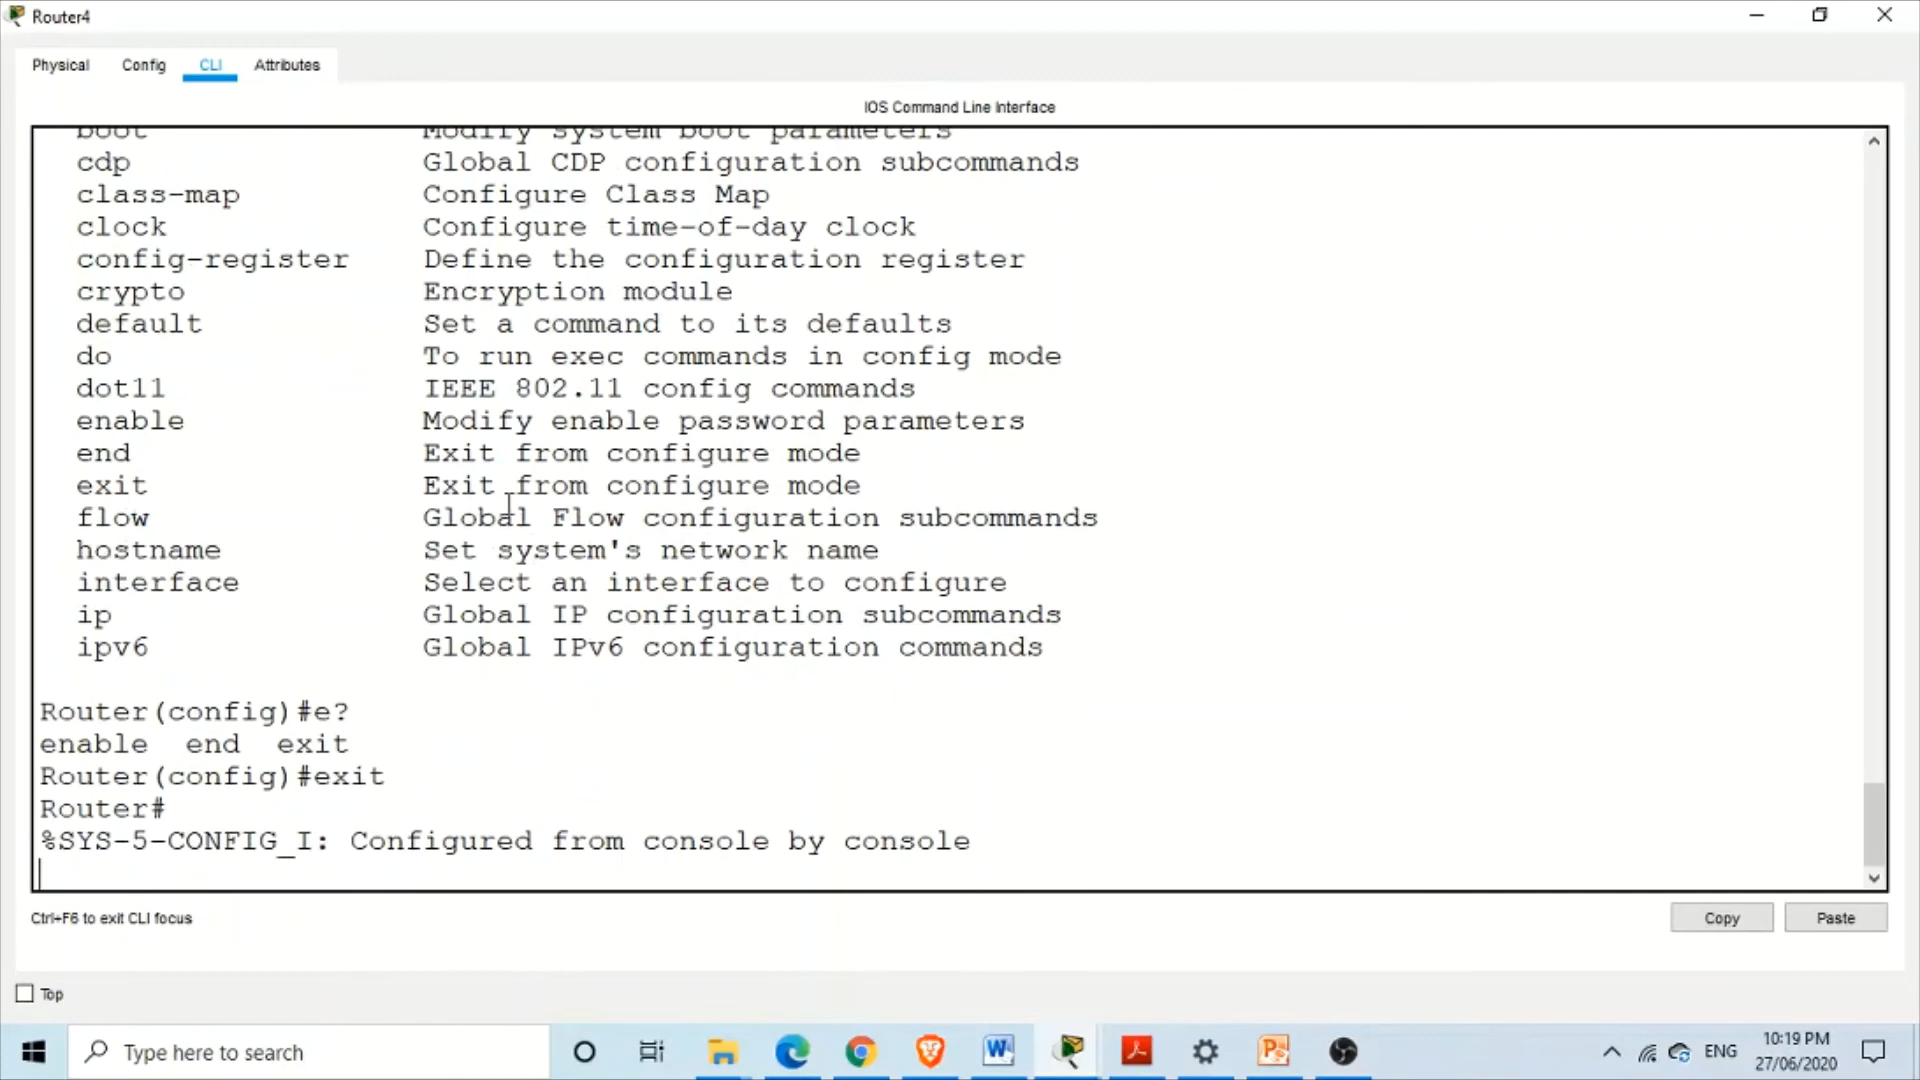 Router4
Physical Config CLI Attributes
IOS Command Line Interface
boot Modify system boot parameters
cdp Global CDP configuration subcommands
class-map Configure Class Map
clock Configure time-of-day clock
config-register Define the configuration register
crypto Encryption module
default Set a command to its defaults
do To run exec commands in config mode
dot11 IEEE 802.11 config commands
enable Modify enable password parameters
end Exit from configure mode
exit Exit from configure mode
flow Global Flow configuration subcommands
hostname Set system's network name
interface Select an interface to configure
ip Global IP configuration subcommands
ipv6 Global IPv6 configuration commands
Router(config)#e?
enable end exit
Router(config)#exit
Router#
%SYS-5-CONFIG_I: Configured from console by console
Ctrl+F6 to exit CLI focus
Copy Paste
Top
Type here to search
ENG
10:19 PM
27/06/2020